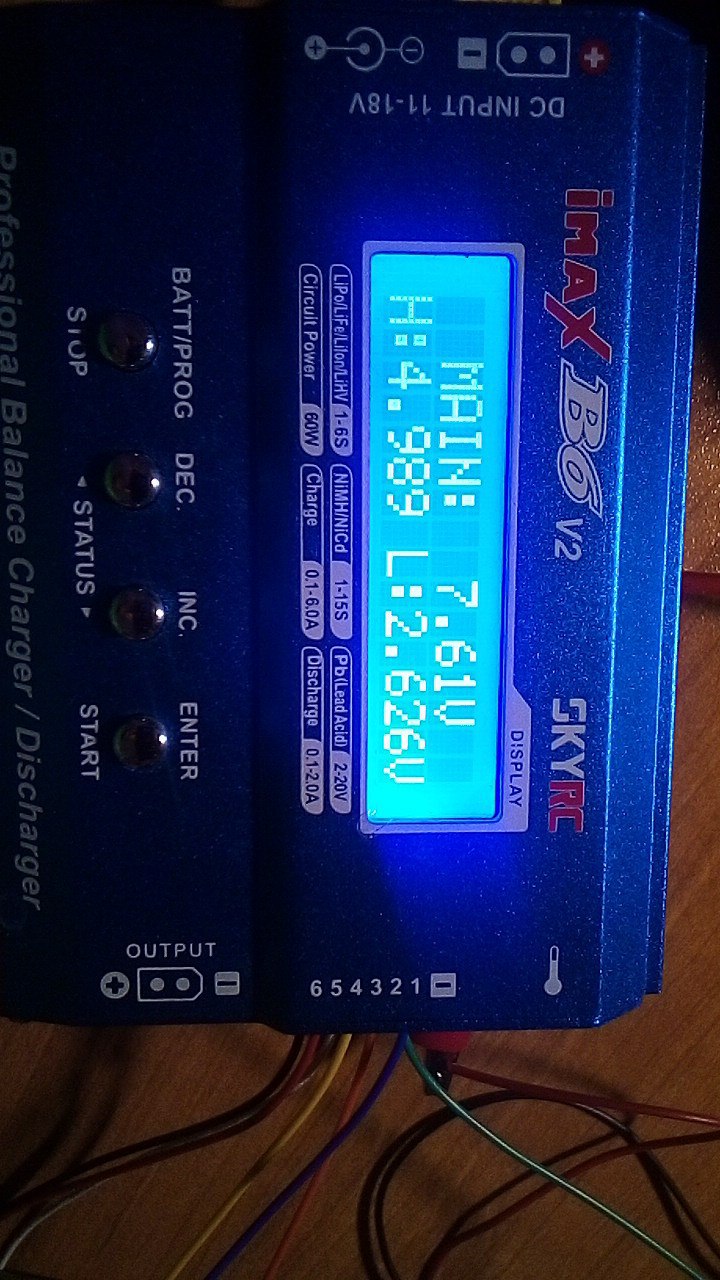 DC INPUT 11-18V
iMAX B6 V2
SKYRC
DISPLAY
MAIN: 7.61V
H:4.989 L:2.626V
LiPo/LiFe/LiIon/LiHV 1-6S
NiMH/NiCd 1-15S
Pb(Lead Acid) 2-20V
Circuit Power 60W
Charge 0.1-6.0A
Discharge 0.1-2.0A
6 5 4 3 2 1
BATT/PROG
DEC.
INC.
ENTER
STOP
◄ STATUS ►
START
OUTPUT
Professional Balance Charger / Discharger